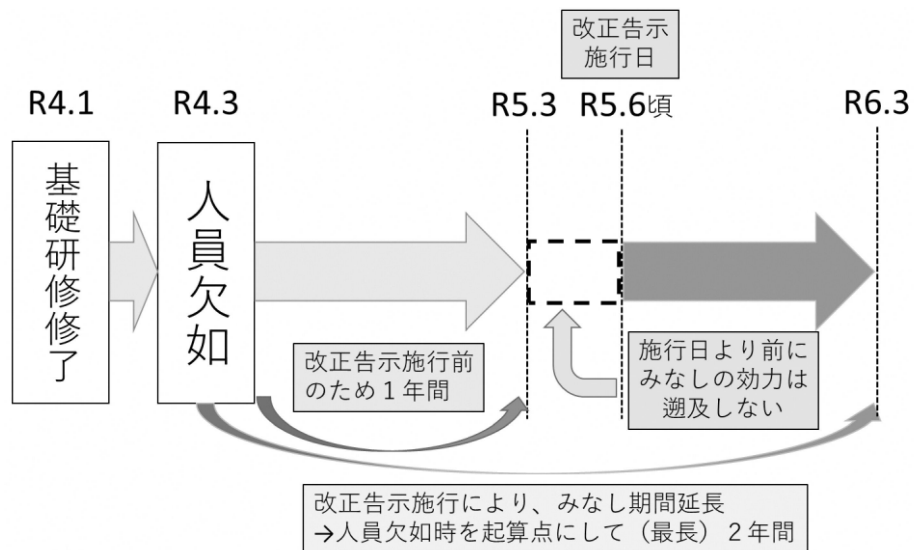 改正告示
施行日
R4.1
R4.3
R5.3
R5.6頃
R6.3
基礎研修修了
人員欠如
改正告示施行前
のため1年間
施行日より前に
みなしの効力は
遡及しない
改正告示施行により、みなし期間延長
→人員欠如時を起算点にして（最長）2年間